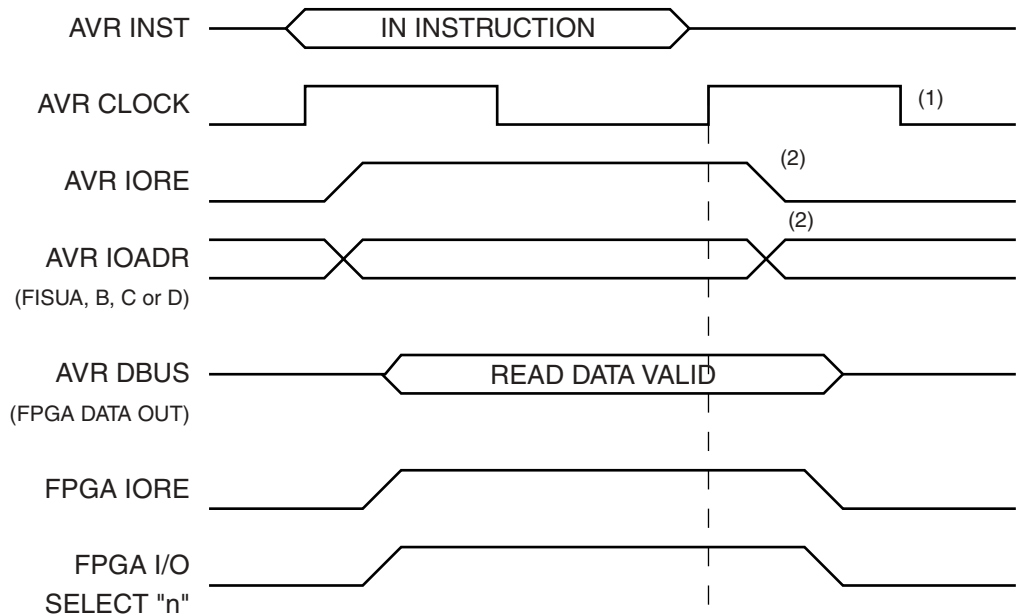 AVR INST
IN INSTRUCTION
AVR CLOCK
(1)
AVR IORE
(2)
AVR IOADR
(FISUA, B, C or D)
(2)
AVR DBUS
(FPGA DATA OUT)
READ DATA VALID
FPGA IORE
FPGA I/O
SELECT "n"